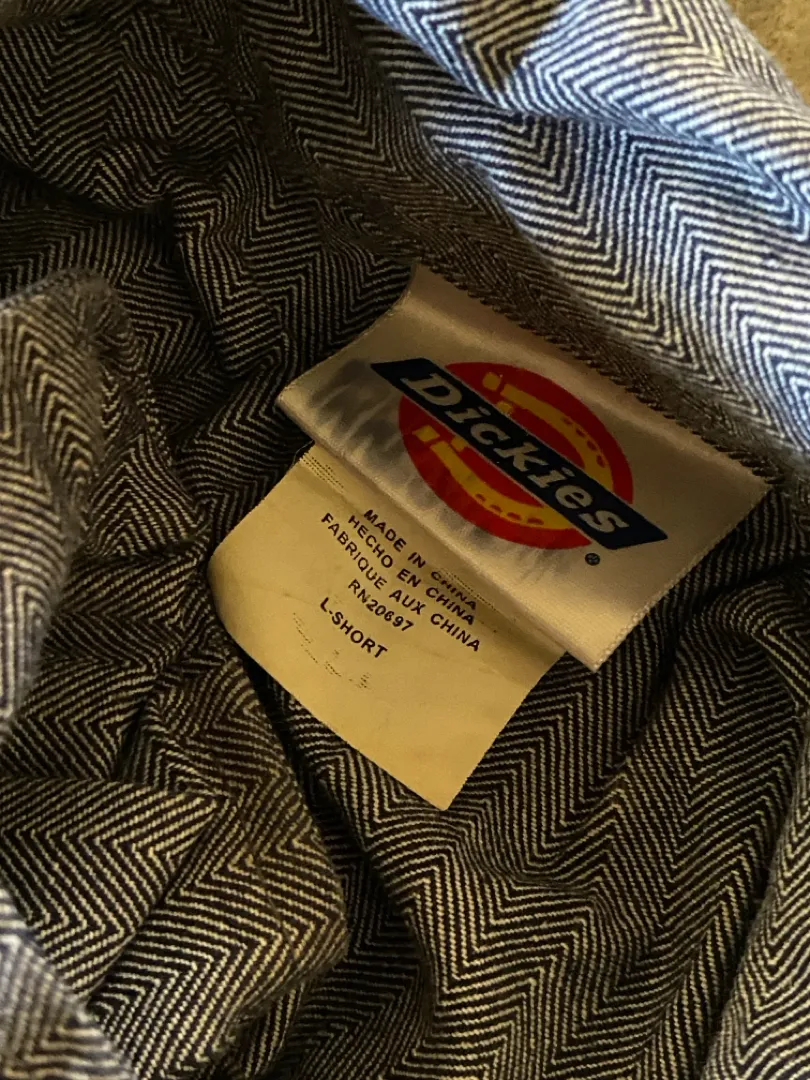 Dickies
®
MADE IN CHINA
HECHO EN CHINA
FABRIQUE AUX CHINA
RN20697
L-SHORT